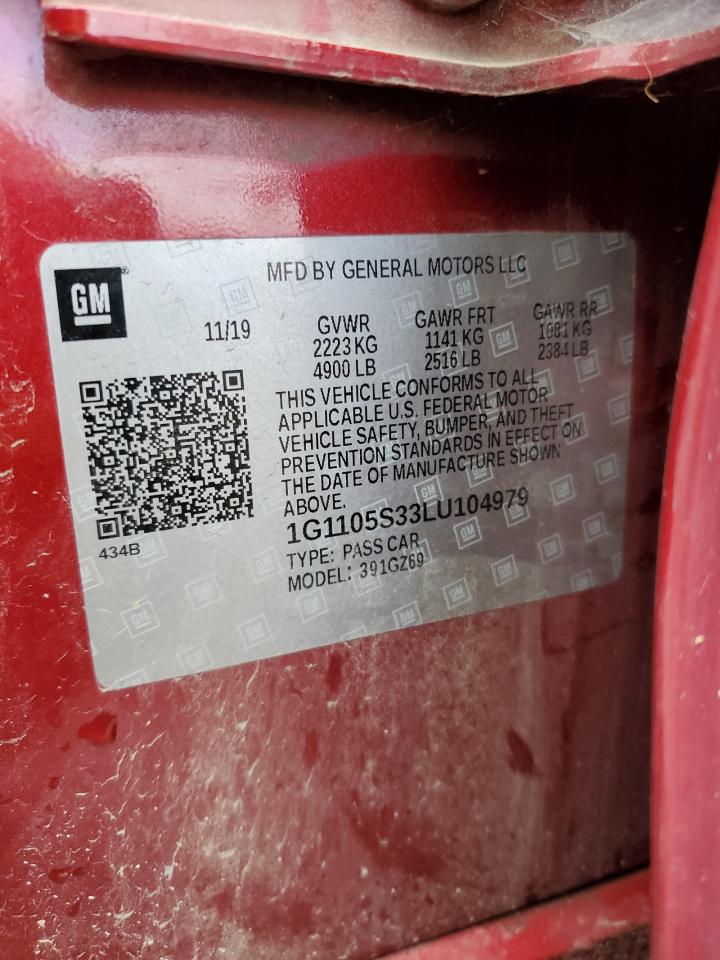 GM
MFD BY GENERAL MOTORS LLC
11/19
GVWR
2223 KG
4900 LB
GAWR FRT
1141 KG
2516 LB
GAWR RR
1081 KG
2384 LB
THIS VEHICLE CONFORMS TO ALL
APPLICABLE U.S. FEDERAL MOTOR
VEHICLE SAFETY, BUMPER, AND THEFT
PREVENTION STANDARDS IN EFFECT ON
THE DATE OF MANUFACTURE SHOWN
ABOVE.
1G1105S33LU104979
TYPE: PASS CAR
MODEL: 391GZ69
434B